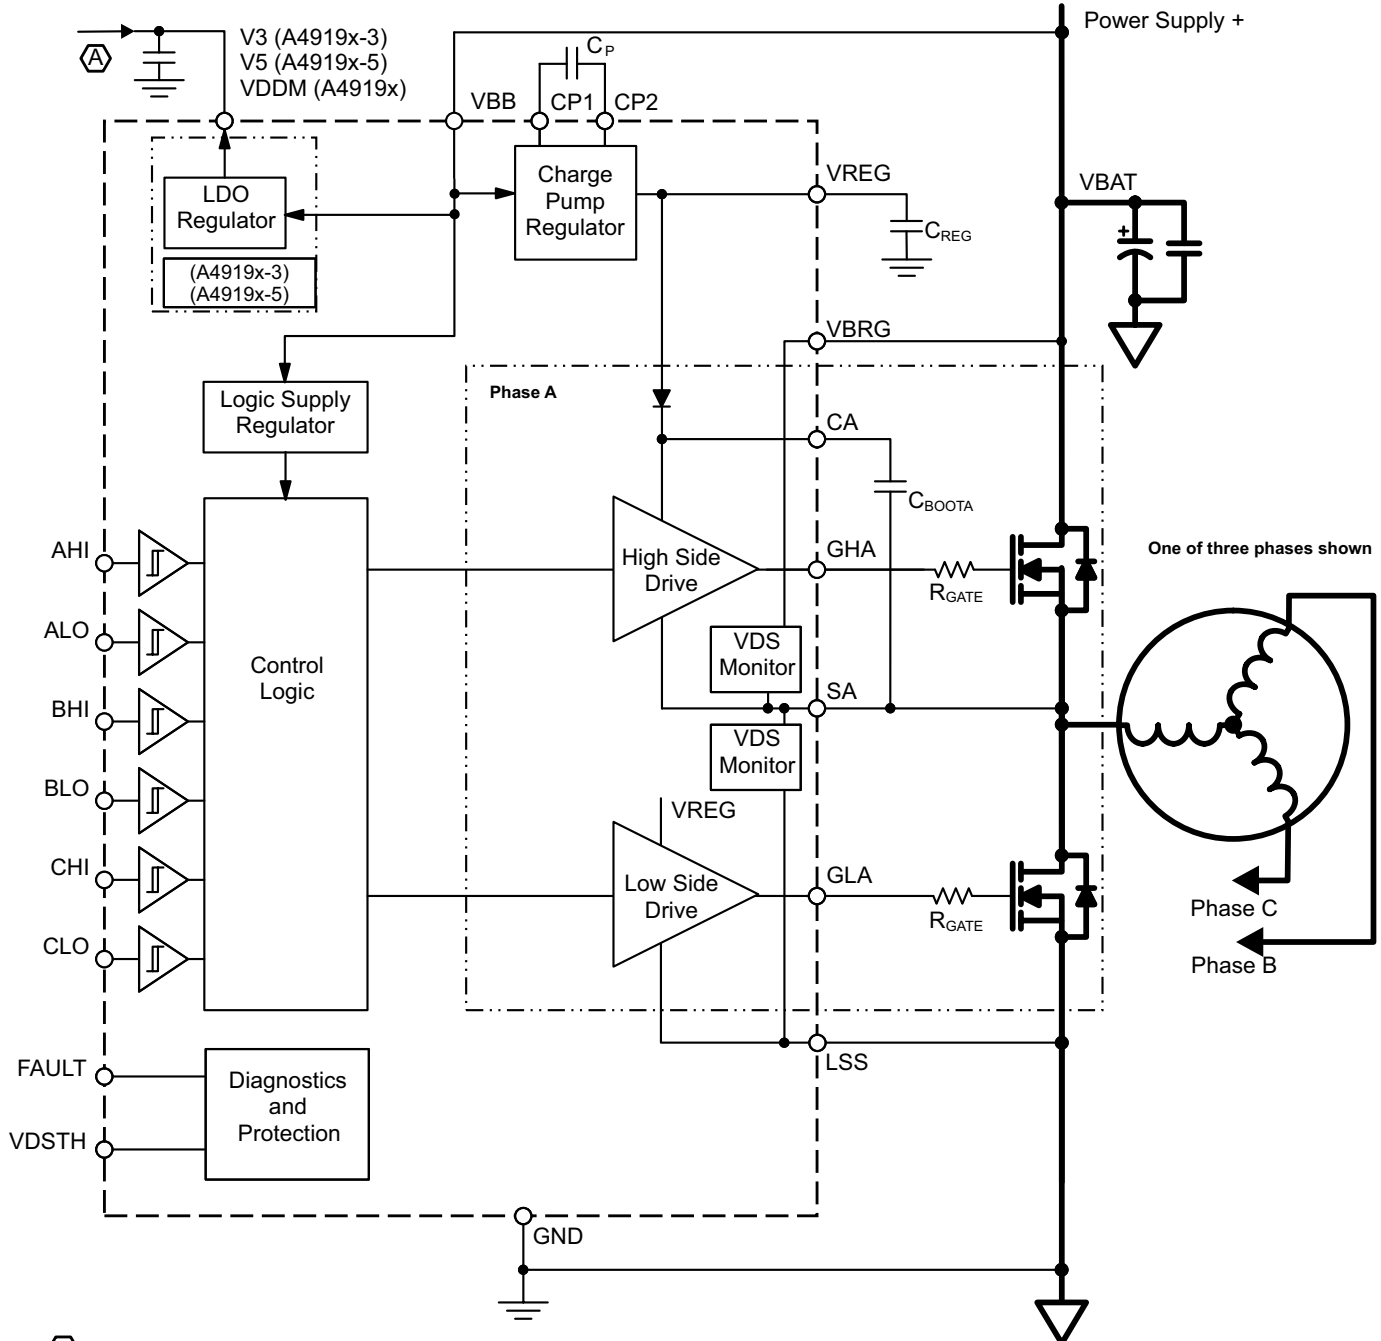 Power Supply +
A
V3 (A4919x-3)
V5 (A4919x-5)
VDDM (A4919x)
CP
VBB
CP1
CP2
LDO
Regulator
(A4919x-3)
(A4919x-5)
Charge
Pump
Regulator
VREG
CREG
VBAT
+
VBRG
Logic Supply
Regulator
Phase A
CA
CBOOTA
AHI
ALO
BHI
BLO
CHI
CLO
Control
Logic
High Side
Drive
GHA
RGATE
One of three phases shown
VDS
Monitor
SA
VDS
Monitor
VREG
Low Side
Drive
GLA
RGATE
Phase C
Phase B
LSS
FAULT
VDSTH
Diagnostics
and
Protection
GND